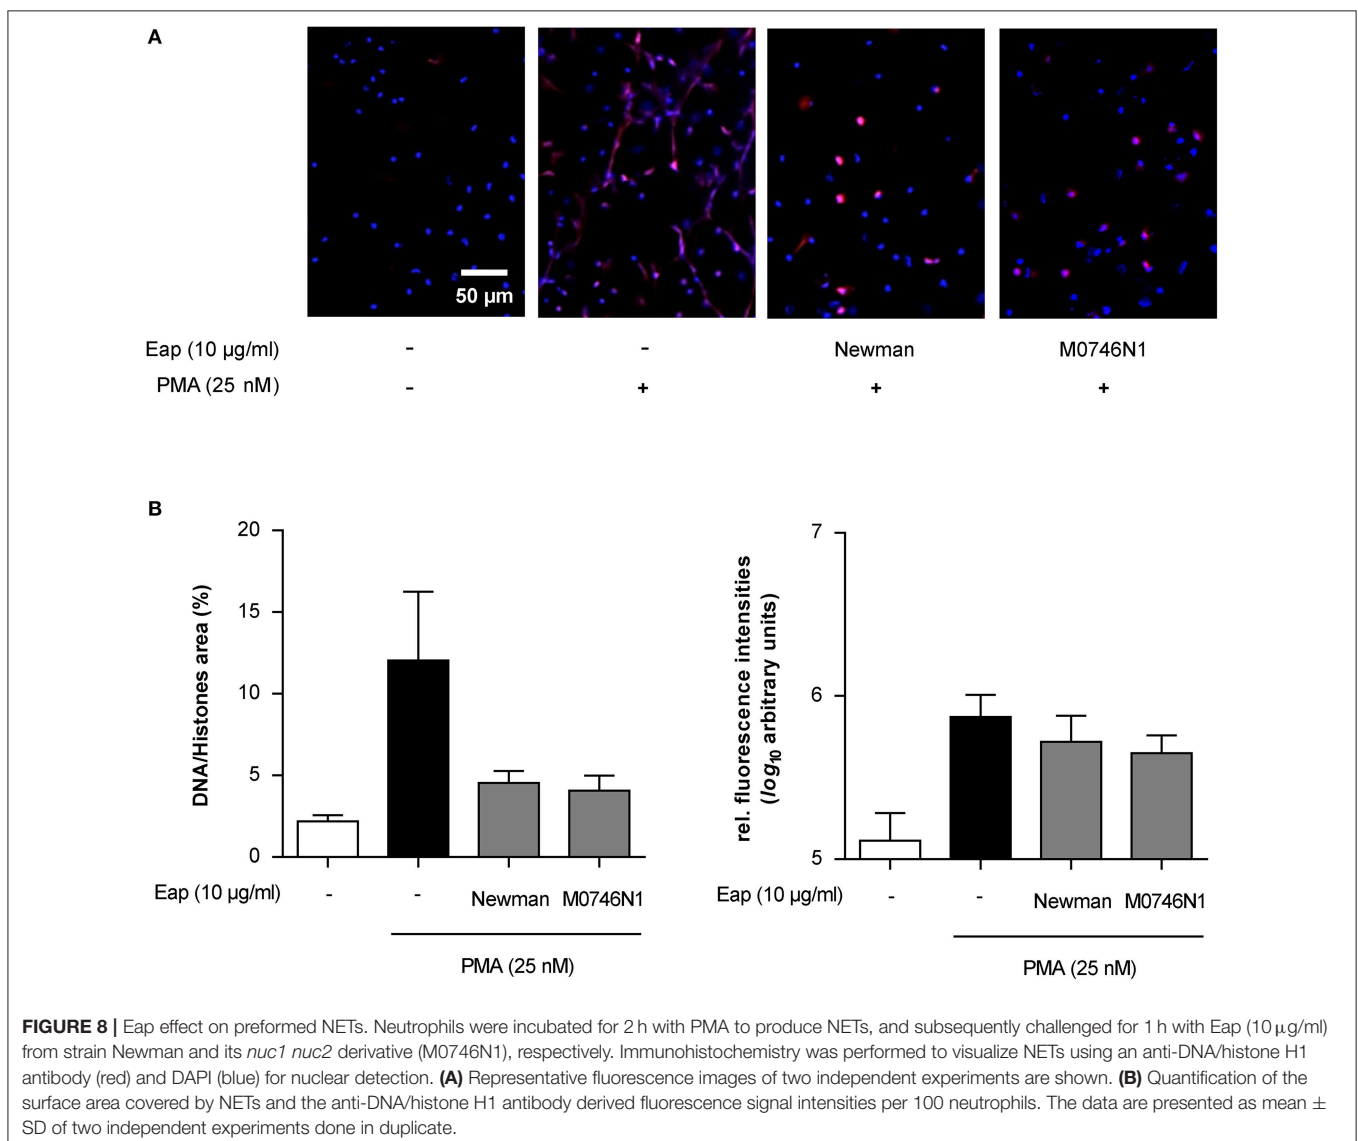 A
50 µm
Eap (10 µg/ml) - - Newman M0746N1
PMA (25 nM) - + + +
B
20
15
10
5
0
DNA/Histones area (%)
Eap (10 µg/ml) - - Newman M0746N1
PMA (25 nM)
7
6
5
rel. fluorescence intensities
(log10 arbitrary units)
Eap (10 µg/ml) - - Newman M0746N1
PMA (25 nM)
FIGURE 8 | Eap effect on preformed NETs. Neutrophils were incubated for 2 h with PMA to produce NETs, and subsequently challenged for 1 h with Eap (10 µg/ml)
from strain Newman and its nuc1 nuc2 derivative (M0746N1), respectively. Immunohistochemistry was performed to visualize NETs using an anti-DNA/histone H1
antibody (red) and DAPI (blue) for nuclear detection. (A) Representative fluorescence images of two independent experiments are shown. (B) Quantification of the
surface area covered by NETs and the anti-DNA/histone H1 antibody derived fluorescence signal intensities per 100 neutrophils. The data are presented as mean ±
SD of two independent experiments done in duplicate.